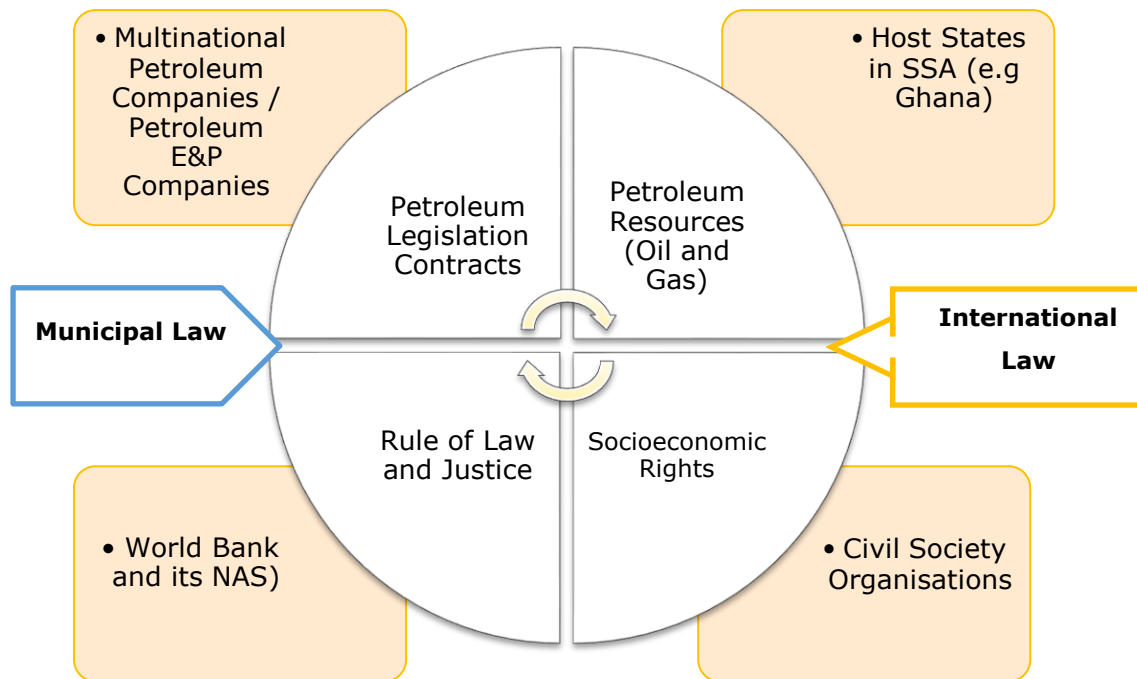 • Multinational
Petroleum
Companies /
Petroleum
E&P
Companies
• Host States
in SSA (e.g
Ghana)
Petroleum
Legislation
Contracts
Petroleum
Resources
(Oil and
Gas)
Municipal Law
International
Law
Rule of Law
and Justice
Socioeconomic
Rights
• World Bank
and its NAS)
• Civil Society
Organisations